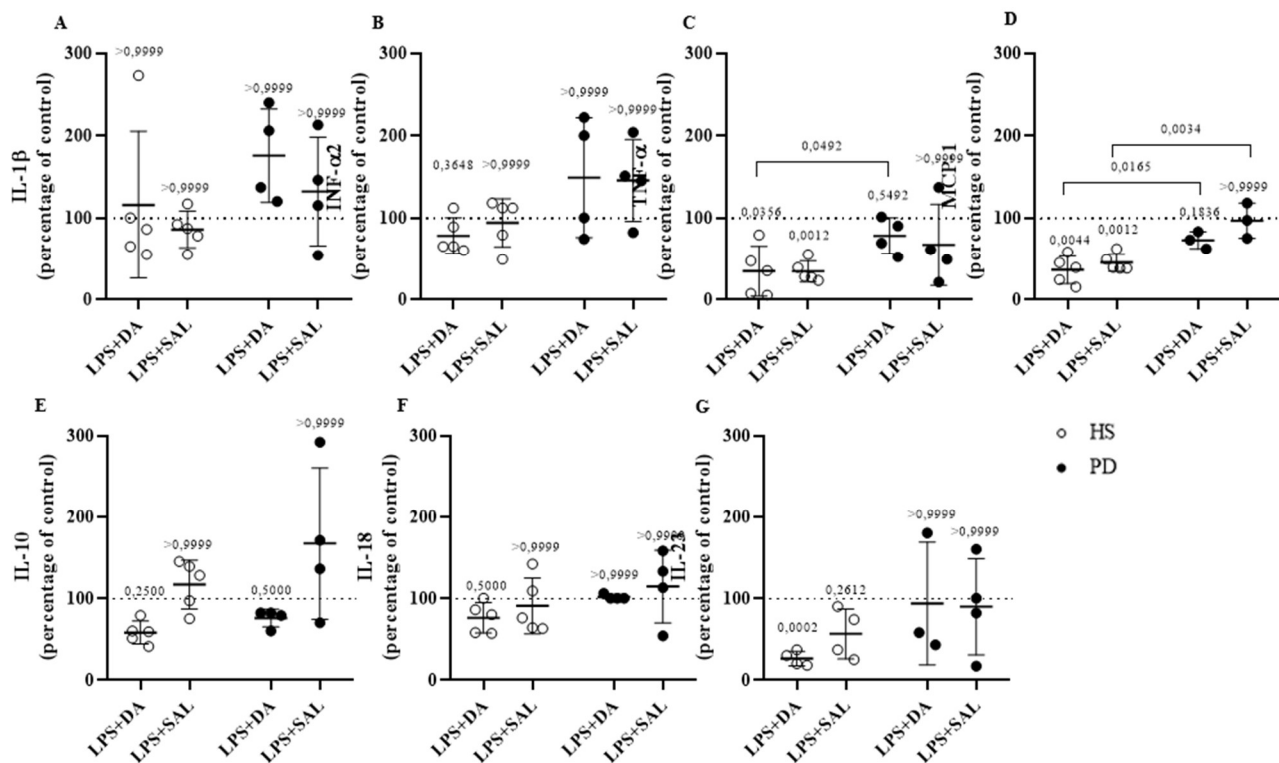 A
B
C
D
IL-1β
(percentage of control)
300
200
100
0
>0,9999
>0,9999
>0,9999
>0,9999
LPS+DA
LPS+SAL
LPS+DA
LPS+SAL
INF-α2
(percentage of control)
300
200
100
0
0,3648
>0,9999
>0,9999
>0,9999
LPS+DA
LPS+SAL
LPS+DA
LPS+SAL
(percentage of control)
300
200
100
0
0,0492
0,0356
0,0012
0,5492
>0,9999
LPS+DA
LPS+SAL
LPS+DA
LPS+SAL
MCP1
(percentage of control)
300
200
100
0
0,0034
0,0165
0,0044
0,0012
0,1836
>0,9999
LPS+DA
LPS+SAL
LPS+DA
LPS+SAL
E
F
G
IL-10
(percentage of control)
300
200
100
0
0,2500
>0,9999
0,5000
>0,9999
LPS+DA
LPS+SAL
LPS+DA
LPS+SAL
IL-18
(percentage of control)
300
200
100
0
0,5000
>0,9999
>0,9999
>0,9999
LPS+DA
LPS+SAL
LPS+DA
LPS+SAL
IL-23
(percentage of control)
300
200
100
0
0,0002
0,2612
>0,9999
>0,9999
LPS+DA
LPS+SAL
LPS+DA
LPS+SAL
HS
PD